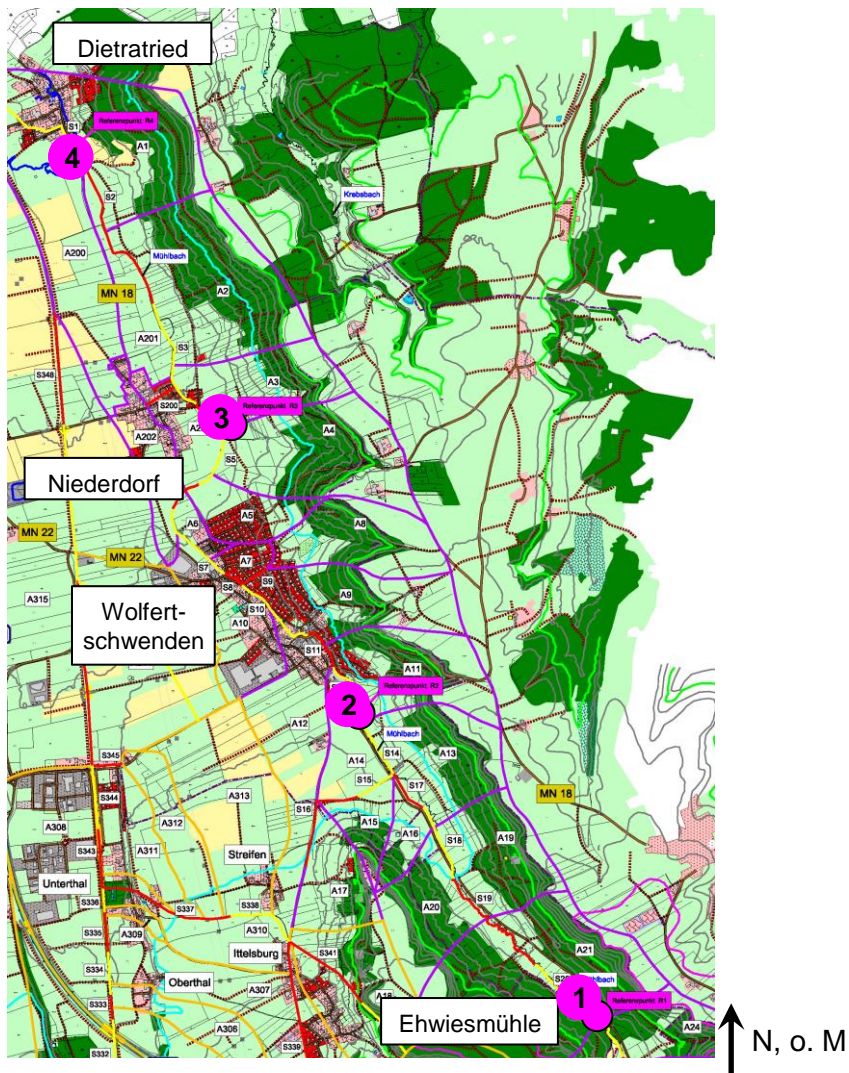 Dietratried
S1
Referenzpunkt R4
4
A1
S2
Krebsbach
A200
Mühlbach
MN 18
A2
A201
S3
S348
A3
S200
3
Referenzpunkt R3
A4
A202
S5
Niederdorf
A5
A8
MN 22
A6
MN 22
A7
S7
S9
S8
A9
A315
S10
A10
Wolfert-
schwenden
S11
A11
Referenzpunkt R2
2
A12
Mühlbach
A13
S14
S345
A14
S15
MN 18
S344
A313
S17
S16
A312
A15
A308
A16
S18
A19
S343
A311
Streifen
Unterthal
A17
S336
S338
A20
S19
S337
S335
A309
A310
Ittelsburg
S341
A21
S334
Oberthal
A307
A18
1
Referenzpunkt R1
S333
Ehwiesmühle
A306
A24
S332
S339
N, o. M